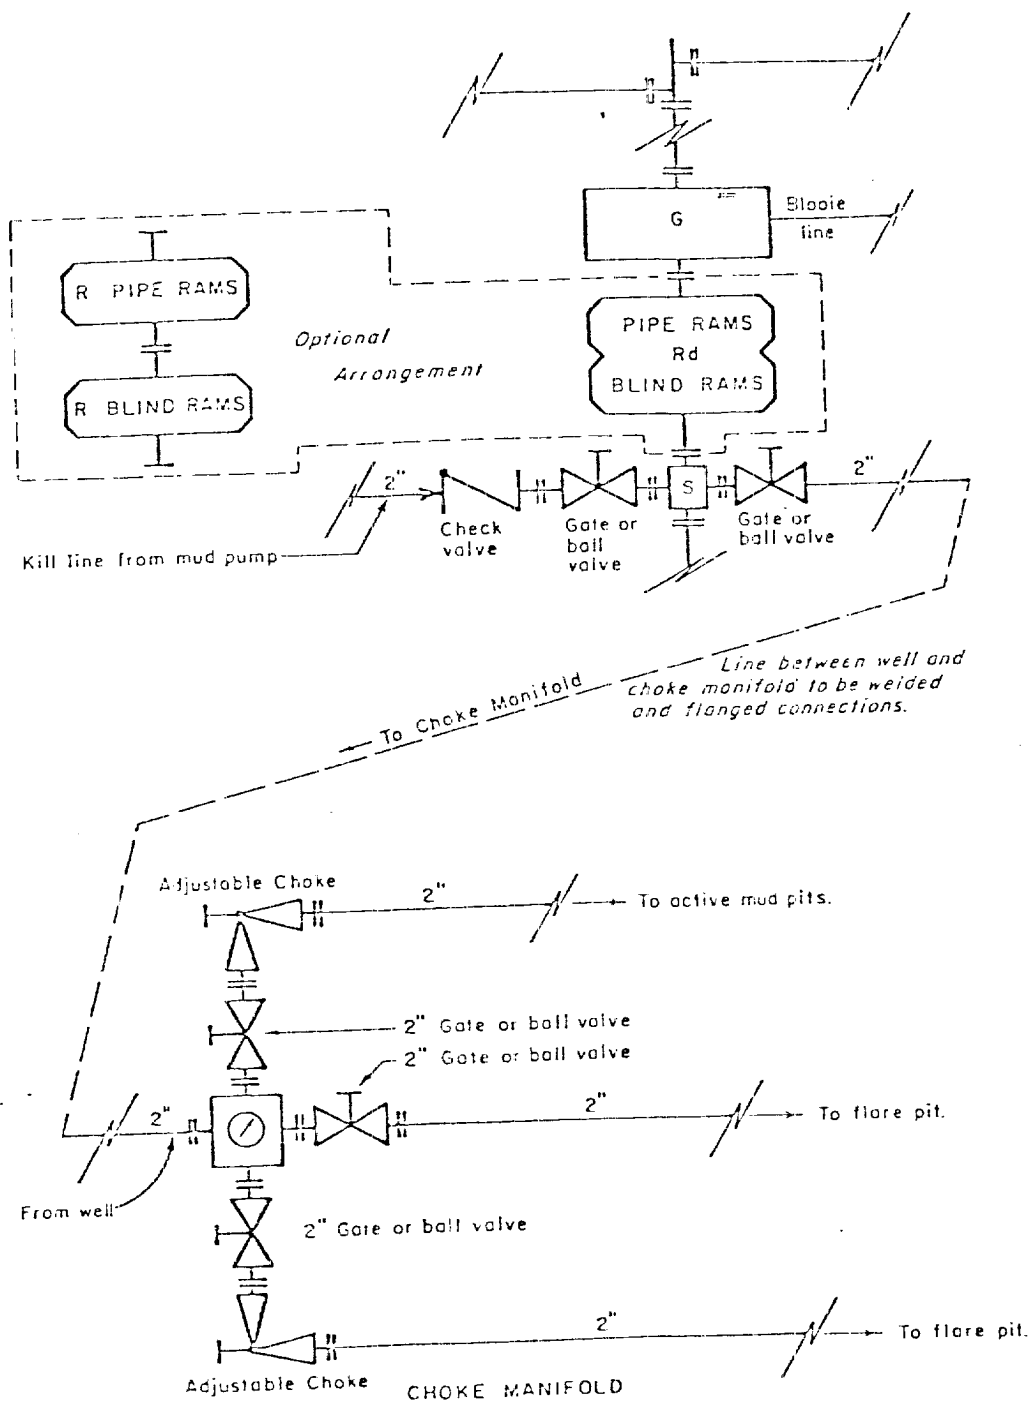 G
Blooie
line
R PIPE RAMS
R BLIND RAMS
Optional
Arrangement
PIPE RAMS
Rd
BLIND RAMS
2"
Check
valve
Gate or
ball
valve
S
Gate or
ball valve
2"
Kill line from mud pump
Line between well and
choke manifold to be welded
and flanged connections.
To Choke Manifold
Adjustable Choke
2"
To active mud pits.
2" Gate or ball valve
2" Gate or ball valve
2"
2"
To flare pit.
From well
2" Gate or ball valve
2"
To flare pit.
Adjustable Choke
CHOKE MANIFOLD